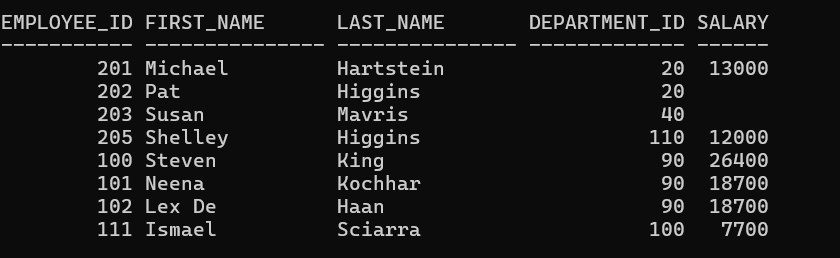 EMPLOYEE_ID FIRST_NAME      LAST_NAME       DEPARTMENT_ID SALARY
----------- --------------- --------------- ------------- ------
        201 Michael         Hartstein                  20  13000
        202 Pat             Higgins                    20
        203 Susan           Mavris                     40
        205 Shelley         Higgins                   110  12000
        100 Steven          King                       90  26400
        101 Neena           Kochhar                    90  18700
        102 Lex De          Haan                       90  18700
        111 Ismael          Sciarra                   100   7700